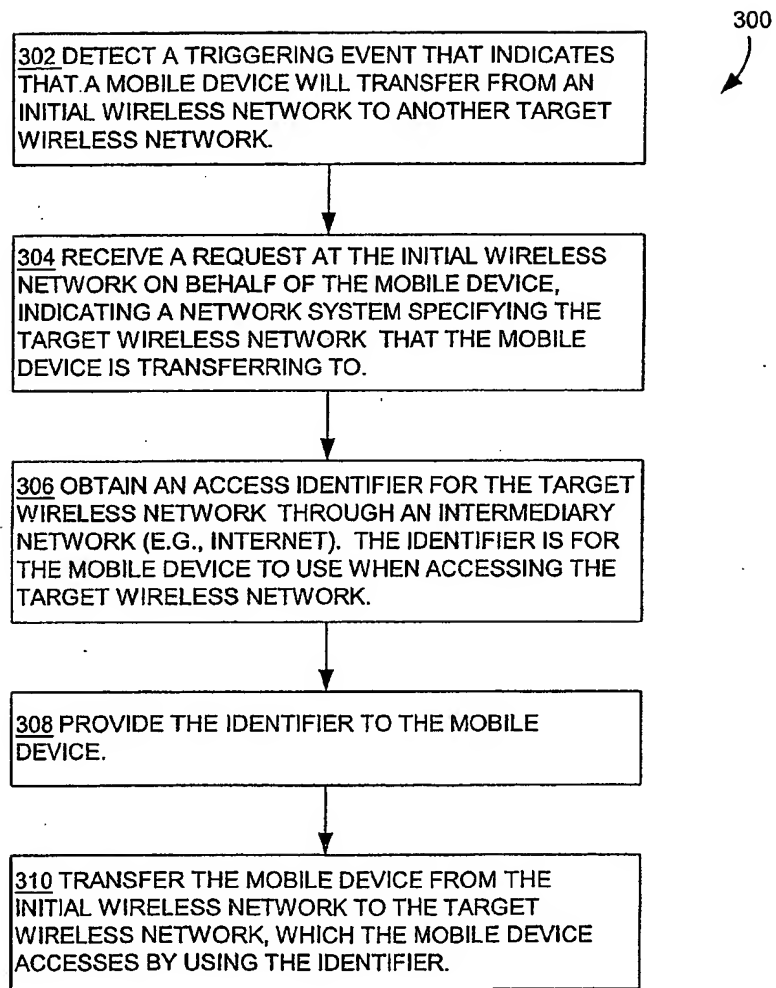 300
302 DETECT A TRIGGERING EVENT THAT INDICATES
THAT A MOBILE DEVICE WILL TRANSFER FROM AN
INITIAL WIRELESS NETWORK TO ANOTHER TARGET
WIRELESS NETWORK.
304 RECEIVE A REQUEST AT THE INITIAL WIRELESS
NETWORK ON BEHALF OF THE MOBILE DEVICE,
INDICATING A NETWORK SYSTEM SPECIFYING THE
TARGET WIRELESS NETWORK THAT THE MOBILE
DEVICE IS TRANSFERRING TO.
306 OBTAIN AN ACCESS IDENTIFIER FOR THE TARGET
WIRELESS NETWORK THROUGH AN INTERMEDIARY
NETWORK (E.G., INTERNET). THE IDENTIFIER IS FOR
THE MOBILE DEVICE TO USE WHEN ACCESSING THE
TARGET WIRELESS NETWORK.
308 PROVIDE THE IDENTIFIER TO THE MOBILE
DEVICE.
310 TRANSFER THE MOBILE DEVICE FROM THE
INITIAL WIRELESS NETWORK TO THE TARGET
WIRELESS NETWORK, WHICH THE MOBILE DEVICE
ACCESSES BY USING THE IDENTIFIER.